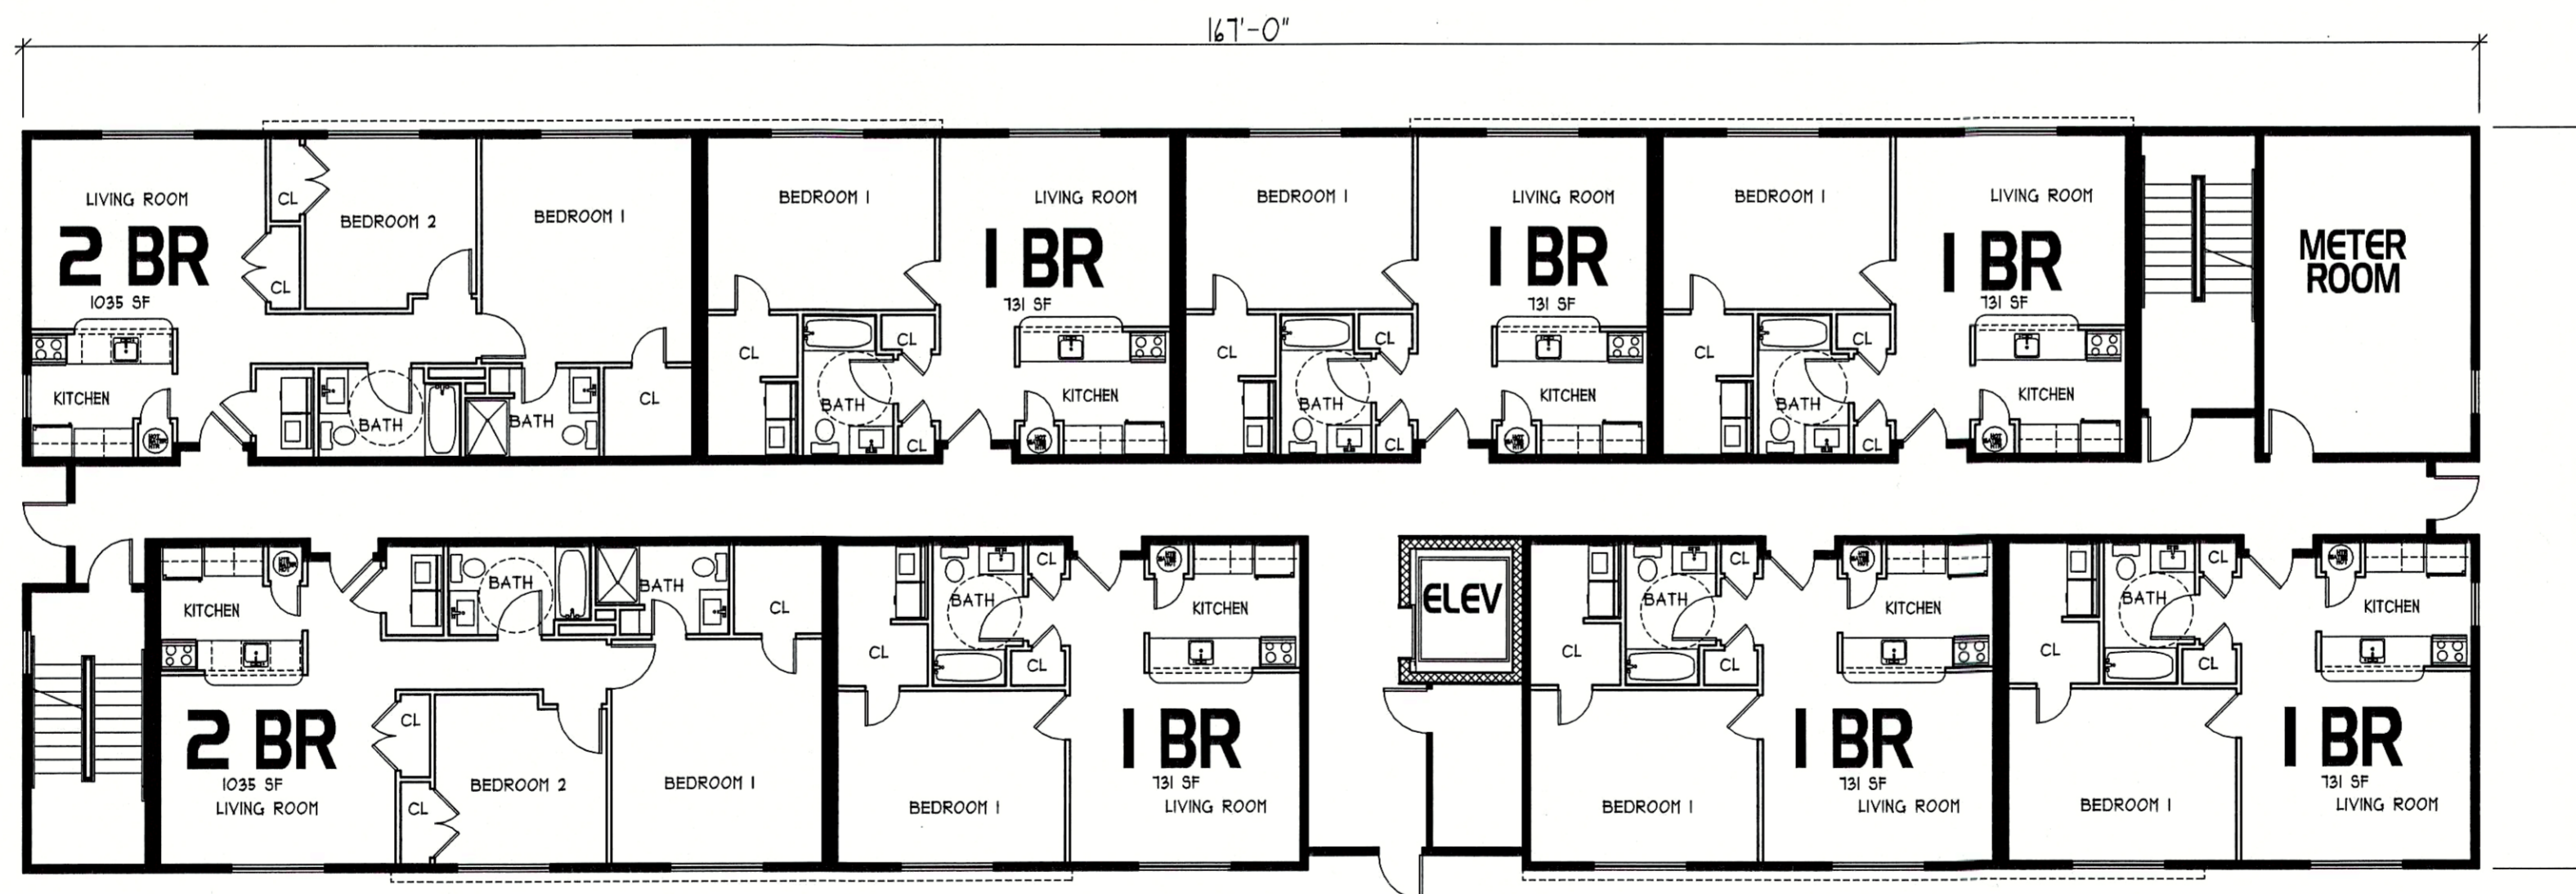 167'-0"
LIVING ROOM
2 BR
1035 SF
KITCHEN
CL
CL
BEDROOM 2
BEDROOM 1
BATH
BATH
CL
BEDROOM 1
CL
CL
BATH
CL
LIVING ROOM
1 BR
731 SF
KITCHEN
BEDROOM 1
CL
CL
BATH
CL
LIVING ROOM
1 BR
731 SF
KITCHEN
BEDROOM 1
CL
CL
BATH
CL
LIVING ROOM
1 BR
731 SF
KITCHEN
METER
ROOM
KITCHEN
2 BR
1035 SF
LIVING ROOM
BATH
BATH
CL
CL
CL
BEDROOM 2
BEDROOM 1
CL
BATH
CL
CL
BEDROOM 1
KITCHEN
1 BR
731 SF
LIVING ROOM
ELEV
CL
BATH
CL
CL
BEDROOM 1
KITCHEN
1 BR
731 SF
LIVING ROOM
CL
BATH
CL
CL
BEDROOM 1
KITCHEN
1 BR
731 SF
LIVING ROOM